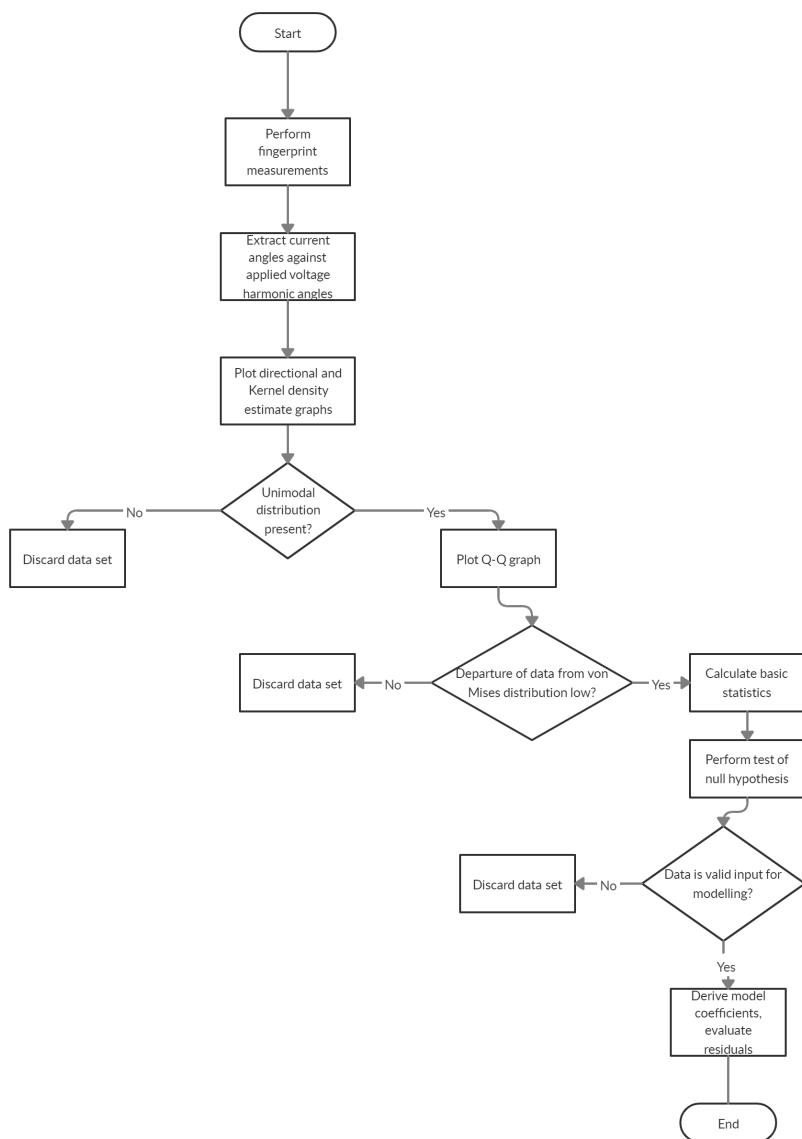 Start
Perform
fingerprint
measurements
Extract current
angles against
applied voltage
harmonic angles
Plot directional and
Kernel density
estimate graphs
Unimodal
distribution
present?
No
Yes
Discard data set
Plot Q-Q graph
Departure of data from von
Mises distribution low?
No
Yes
Discard data set
Calculate basic
statistics
Perform test of
null hypothesis
Data is valid input for
modelling?
No
Discard data set
Yes
Derive model
coefficients,
evaluate
residuals
End